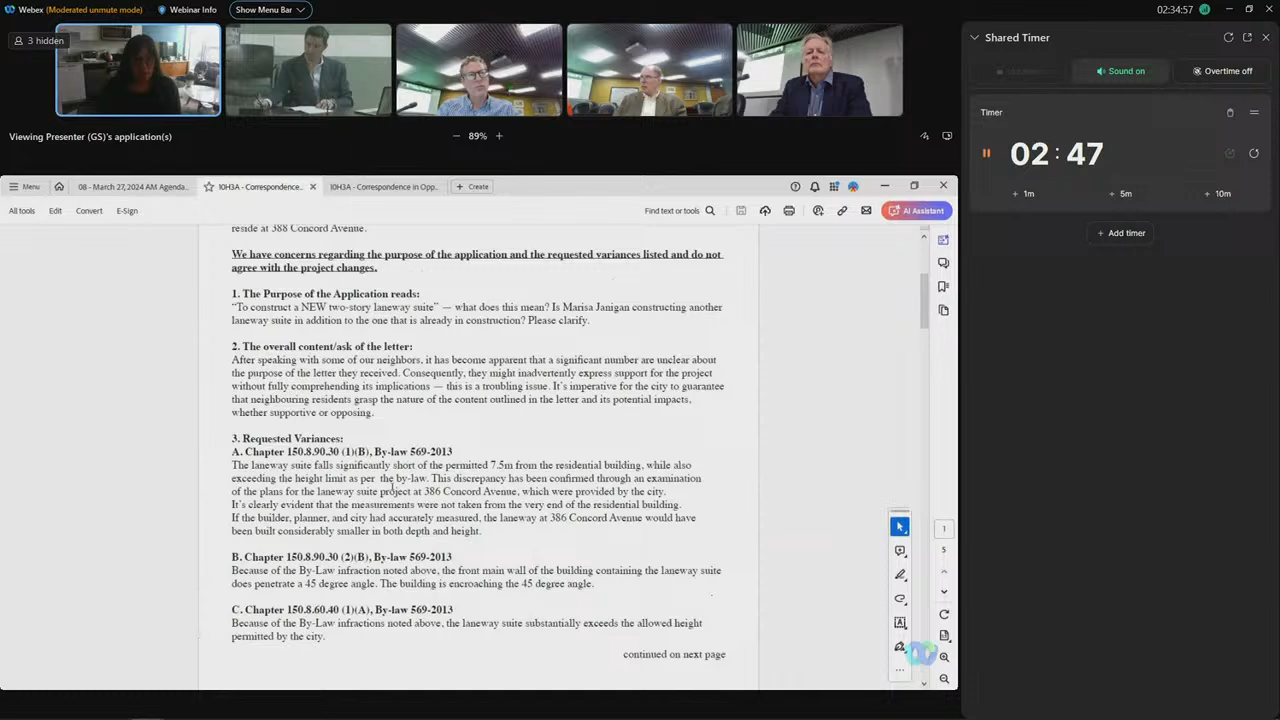 Webex (Moderated unmute mode) Webinar Info Show Menu Bar 02:34:57
3 hidden
Shared Timer
Sound on Overtime off
Viewing Presenter (GS)'s application(s) 89%
Timer
02 : 47
+ 1m + 5m + 10m
+ Add timer
Menu 08 - March 27, 2024 AM Agenda... 10H3A - Correspondence... 10H3A - Correspondence in Opp... + Create
All tools Edit Convert E-Sign Find text or tools AI Assistant
reside at 388 Concord Avenue.
We have concerns regarding the purpose of the application and the requested variances listed and do not
agree with the project changes.
1. The Purpose of the Application reads:
“To construct a NEW two-story laneway suite” — what does this mean? Is Marisa Janigan constructing another
laneway suite in addition to the one that is already in construction? Please clarify.
2. The overall content/ask of the letter:
After speaking with some of our neighbors, it has become apparent that a significant number are unclear about
the purpose of the letter they received. Consequently, they might inadvertently express support for the project
without fully comprehending its implications — this is a troubling issue. It’s imperative for the city to guarantee
that neighbouring residents grasp the nature of the content outlined in the letter and its potential impacts,
whether supportive or opposing.
3. Requested Variances:
A. Chapter 150.8.90.30 (1)(B), By-law 569-2013
The laneway suite falls significantly short of the permitted 7.5m from the residential building, while also
exceeding the height limit as per the by-law. This discrepancy has been confirmed through an examination
of the plans for the laneway suite project at 386 Concord Avenue, which were provided by the city.
It’s clearly evident that the measurements were not taken from the very end of the residential building.
If the builder, planner, and city had accurately measured, the laneway at 386 Concord Avenue would have
been built considerably smaller in both depth and height.
B. Chapter 150.8.90.30 (2)(B), By-law 569-2013
Because of the By-Law infraction noted above, the front main wall of the building containing the laneway suite
does penetrate a 45 degree angle. The building is encroaching the 45 degree angle.
C. Chapter 150.8.60.40 (1)(A), By-law 569-2013
Because of the By-Law infractions noted above, the laneway suite substantially exceeds the allowed height
permitted by the city.
continued on next page
1
5